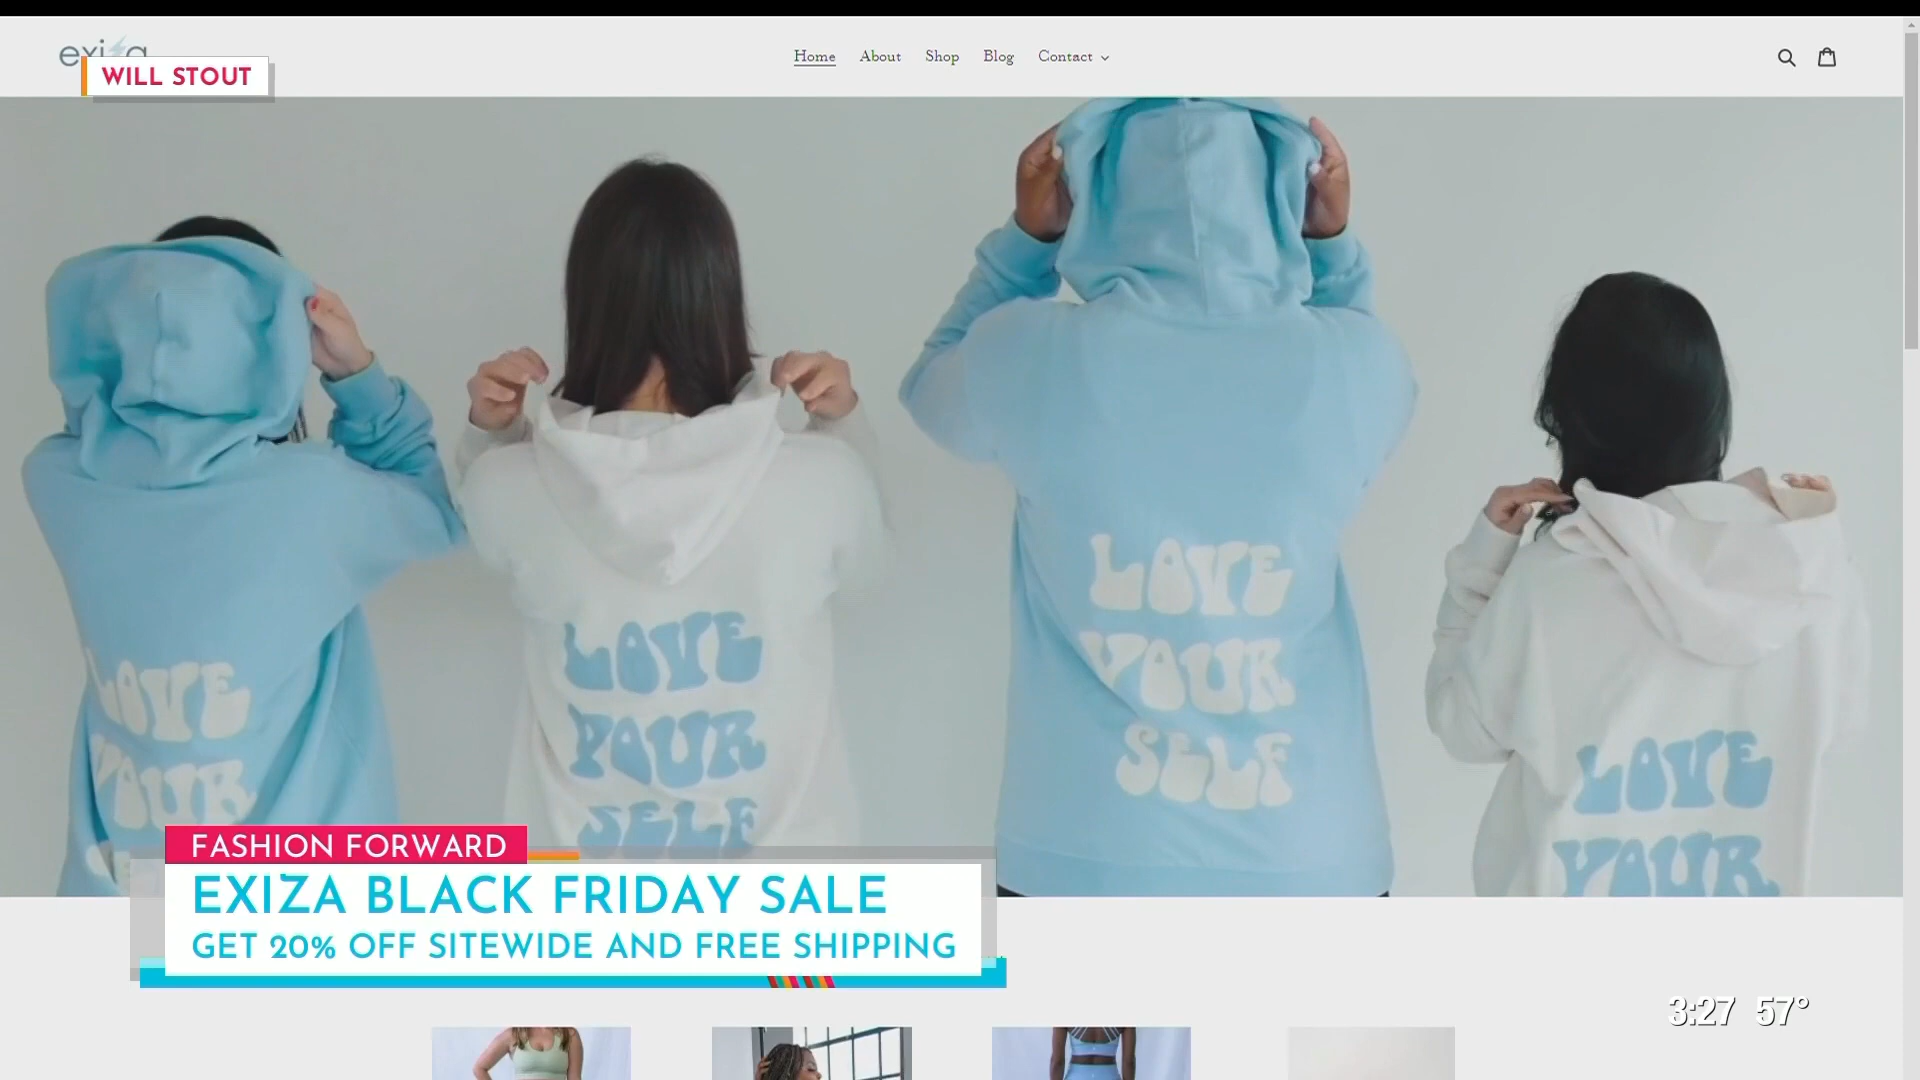 exiza
WILL STOUT
Home About Shop Blog Contact
LOVE
YOUR
LOVE
YOUR
SELF
LOVE
YOUR
SELF
LOVE
YOUR
FASHION FORWARD
EXIZA BLACK FRIDAY SALE
GET 20% OFF SITEWIDE AND FREE SHIPPING
3:27 57°